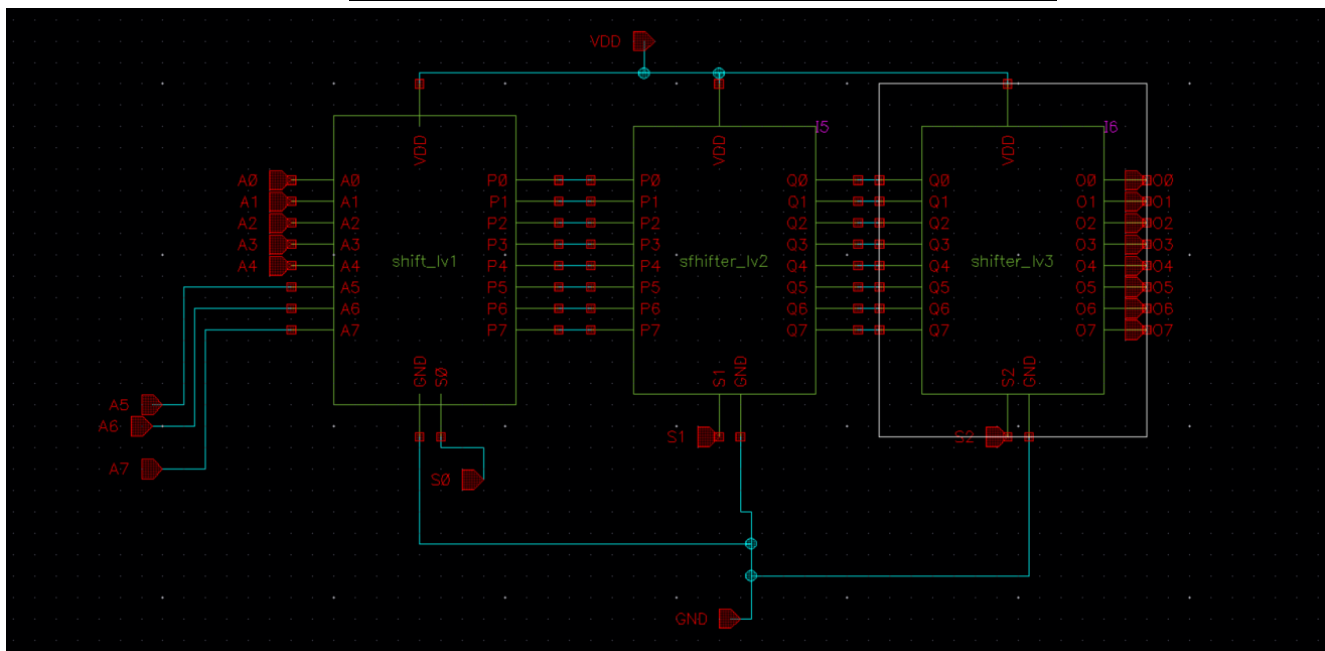 VDD
I5 I6
VDD VDD VDD
A0 A0 P0 P0 Q0 Q0 O0 O0
A1 A1 P1 P1 Q1 Q1 O1 O1
A2 A2 P2 P2 Q2 Q2 O2 O2
A3 A3 P3 P3 Q3 Q3 O3 O3
A4 A4 P4 P4 Q4 Q4 O4 O4
shift_lv1 sfhifter_lv2 shifter_lv3
A5 P5 P5 Q5 Q5 O5 O5
A6 P6 P6 Q6 Q6 O6 O6
A7 P7 P7 Q7 Q7 O7 O7
GND S0 S1 GND S2 GND
A5
A6
S1 S2
A7
S0
GND